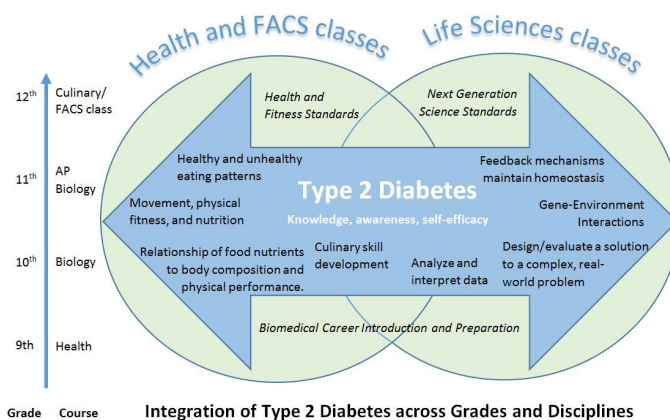 Health and FACS classes
Life Sciences classes
12th
Culinary/
FACS class
Health and
Fitness Standards
Next Generation
Science Standards
11th
AP
Biology
Healthy and unhealthy
eating patterns
Feedback mechanisms
maintain homeostasis
Type 2 Diabetes
Knowledge, awareness, self-efficacy
Movement, physical
fitness, and nutrition
Gene-Environment
Interactions
10th
Biology
Relationship of food nutrients
to body composition and
physical performance.
Culinary skill
development
Analyze and
interpret data
Design/evaluate a solution
to a complex, real-
world problem
9th
Health
Biomedical Career Introduction and Preparation
Grade
Course
Integration of Type 2 Diabetes across Grades and Disciplines